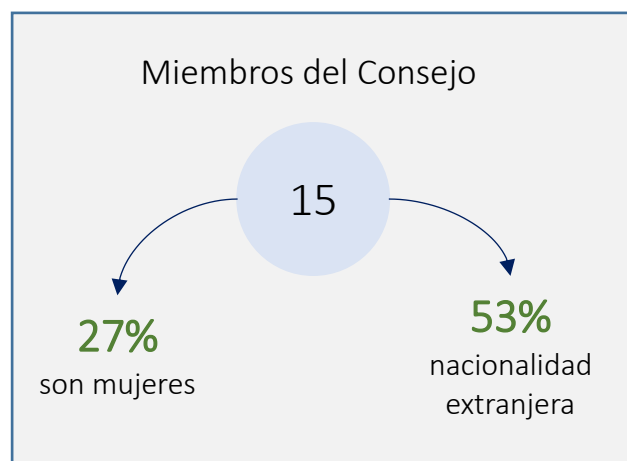 Miembros del Consejo
15
27%
son mujeres
53%
nacionalidad
extranjera